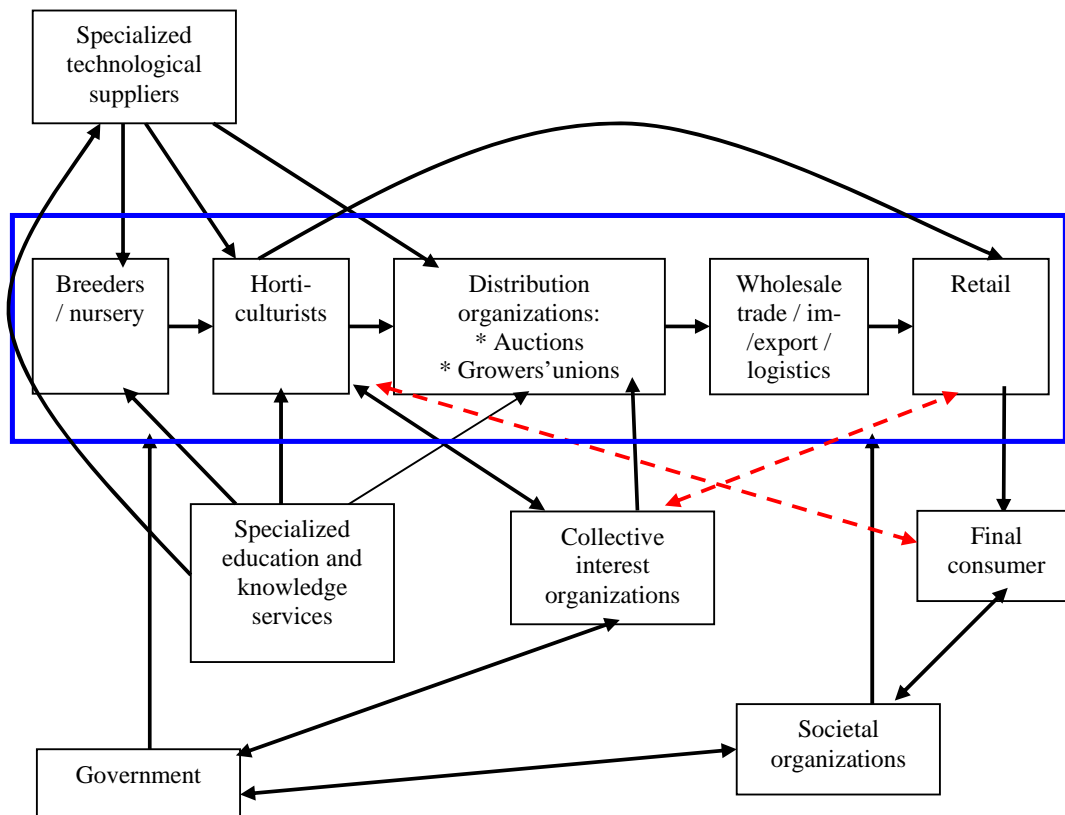 Specialized
technological
suppliers
Breeders
/ nursery
Horti-
culturists
Distribution
organizations:
* Auctions
* Growers'unions
Wholesale
trade / im-
/export /
logistics
Retail
Specialized
education and
knowledge
services
Collective
interest
organizations
Final
consumer
Government
Societal
organizations